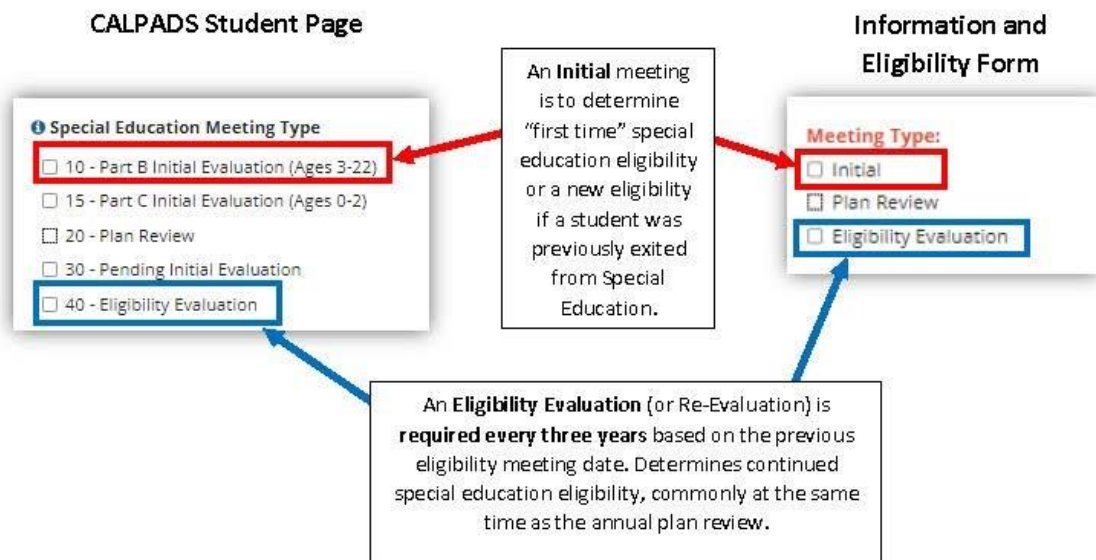 CALPADS Student Page
Information and
Eligibility Form
An Initial meeting
is to determine
“first time” special
education eligibility
or a new eligibility
if a student was
previously exited
from Special
Education.
Special Education Meeting Type
10 - Part B Initial Evaluation (Ages 3-22)
15 - Part C Initial Evaluation (Ages 0-2)
20 - Plan Review
30 - Pending Initial Evaluation
40 - Eligibility Evaluation
Meeting Type:
Initial
Plan Review
Eligibility Evaluation
An Eligibility Evaluation (or Re-Evaluation) is
required every three years based on the previous
eligibility meeting date. Determines continued
special education eligibility, commonly at the same
time as the annual plan review.